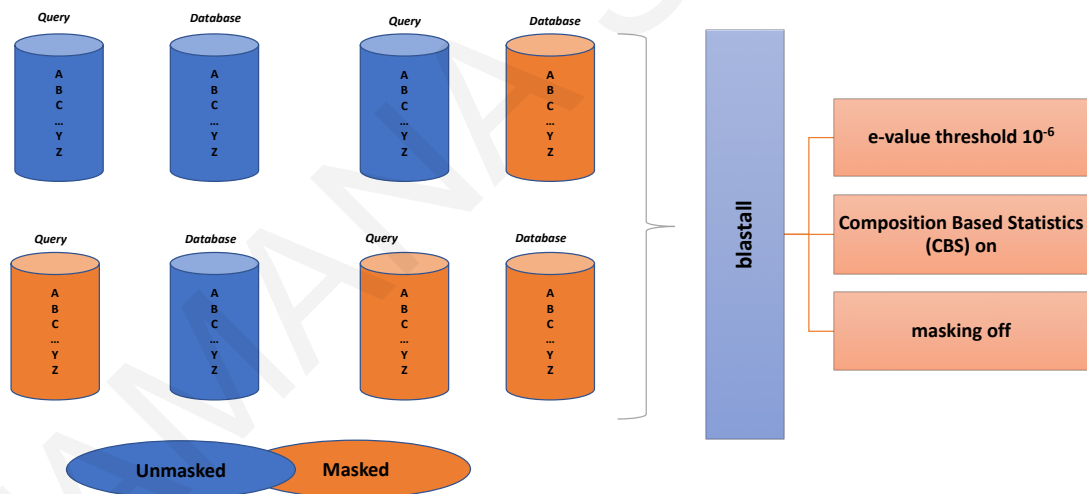 Query
Database
Query
Database
A
B
C
...
Y
Z
A
B
C
...
Y
Z
A
B
C
...
Y
Z
A
B
C
...
Y
Z
Query
Database
Query
Database
A
B
C
...
Y
Z
A
B
C
...
Y
Z
A
B
C
...
Y
Z
A
B
C
...
Y
Z
Unmasked
Masked
blastall
e-value threshold 10⁻⁶
Composition Based Statistics
(CBS) on
masking off